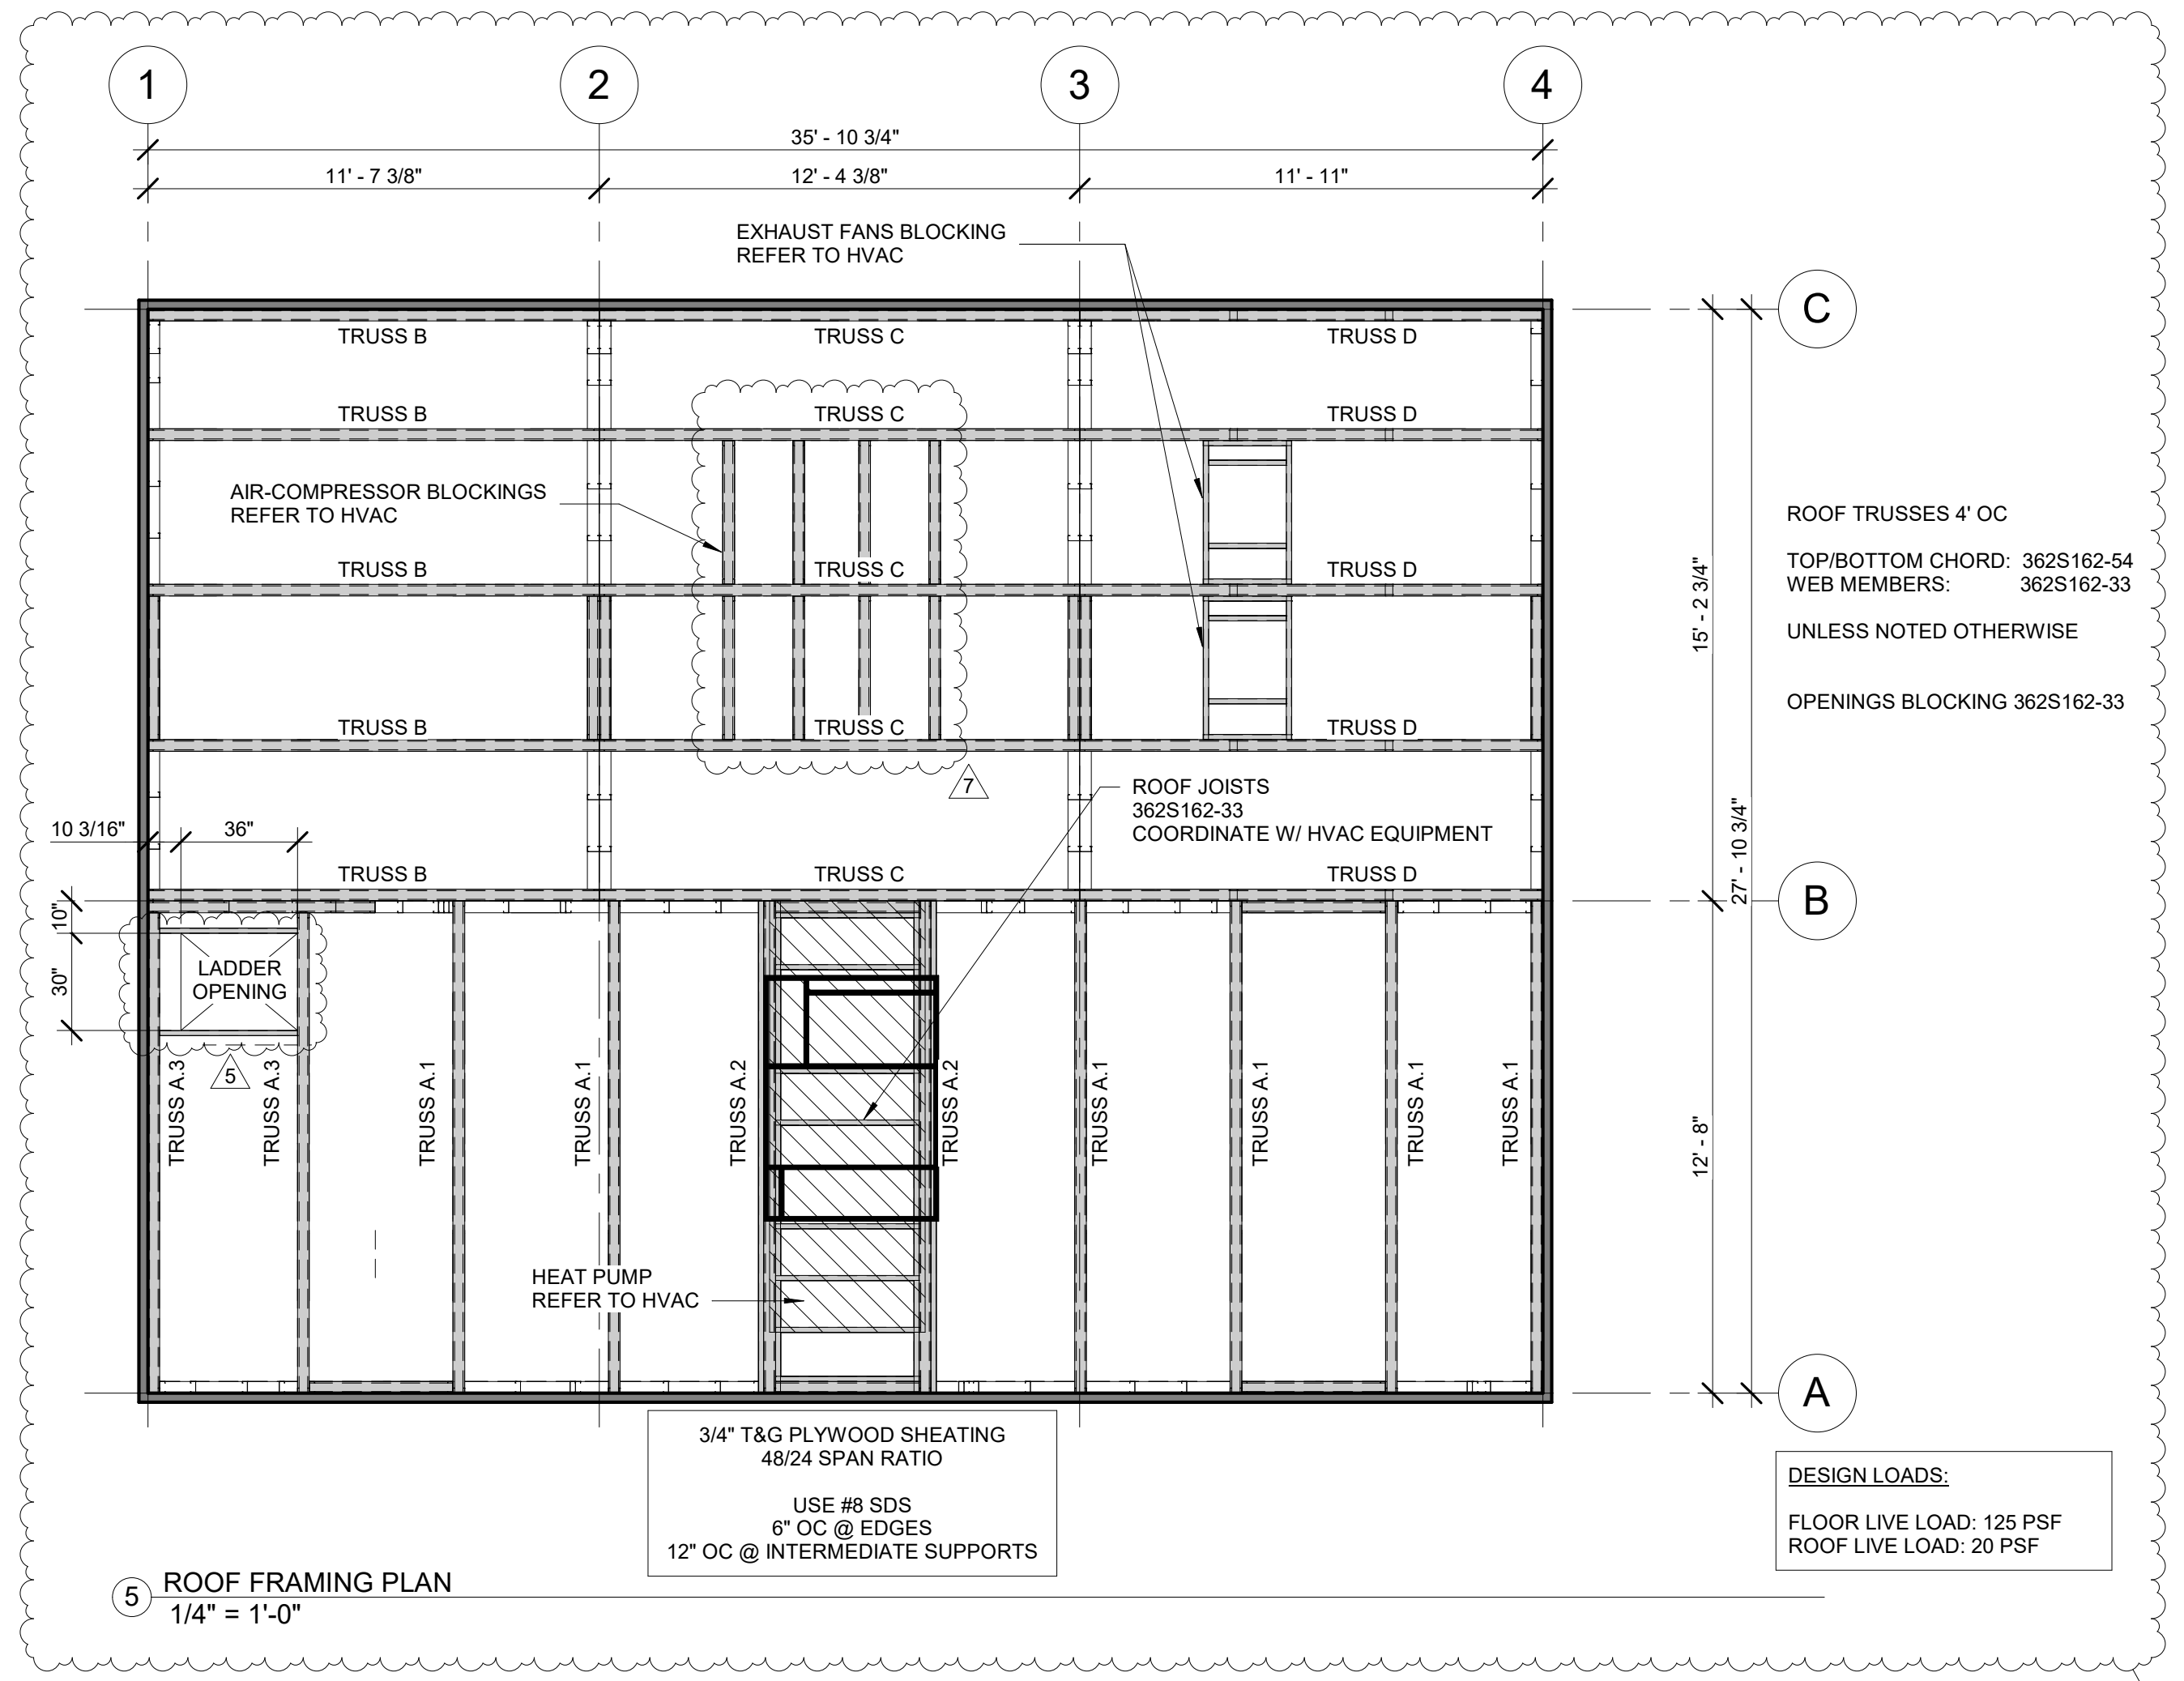 1
2
3
4
35' - 10 3/4"
11' - 7 3/8"
12' - 4 3/8"
11' - 11"
EXHAUST FANS BLOCKING
REFER TO HVAC
C
TRUSS B
TRUSS C
TRUSS D
TRUSS B
TRUSS C
TRUSS D
AIR-COMPRESSOR BLOCKINGS
REFER TO HVAC
ROOF TRUSSES 4' OC
TOP/BOTTOM CHORD: 362S162-54
WEB MEMBERS: 362S162-33
UNLESS NOTED OTHERWISE
OPENINGS BLOCKING 362S162-33
TRUSS B
TRUSS C
TRUSS D
15' - 2 3/4"
TRUSS B
TRUSS C
TRUSS D
7
ROOF JOISTS
362S162-33
COORDINATE W/ HVAC EQUIPMENT
10 3/16"
36"
27' - 10 3/4"
TRUSS B
TRUSS C
TRUSS D
B
10"
30"
LADDER
OPENING
5
TRUSS A.3
TRUSS A.3
TRUSS A.1
TRUSS A.1
TRUSS A.2
TRUSS A.2
TRUSS A.1
TRUSS A.1
TRUSS A.1
TRUSS A.1
12' - 8"
HEAT PUMP
REFER TO HVAC
A
3/4" T&G PLYWOOD SHEATING
48/24 SPAN RATIO
USE #8 SDS
6" OC @ EDGES
12" OC @ INTERMEDIATE SUPPORTS
DESIGN LOADS:
FLOOR LIVE LOAD: 125 PSF
ROOF LIVE LOAD: 20 PSF
5
ROOF FRAMING PLAN
1/4" = 1'-0"